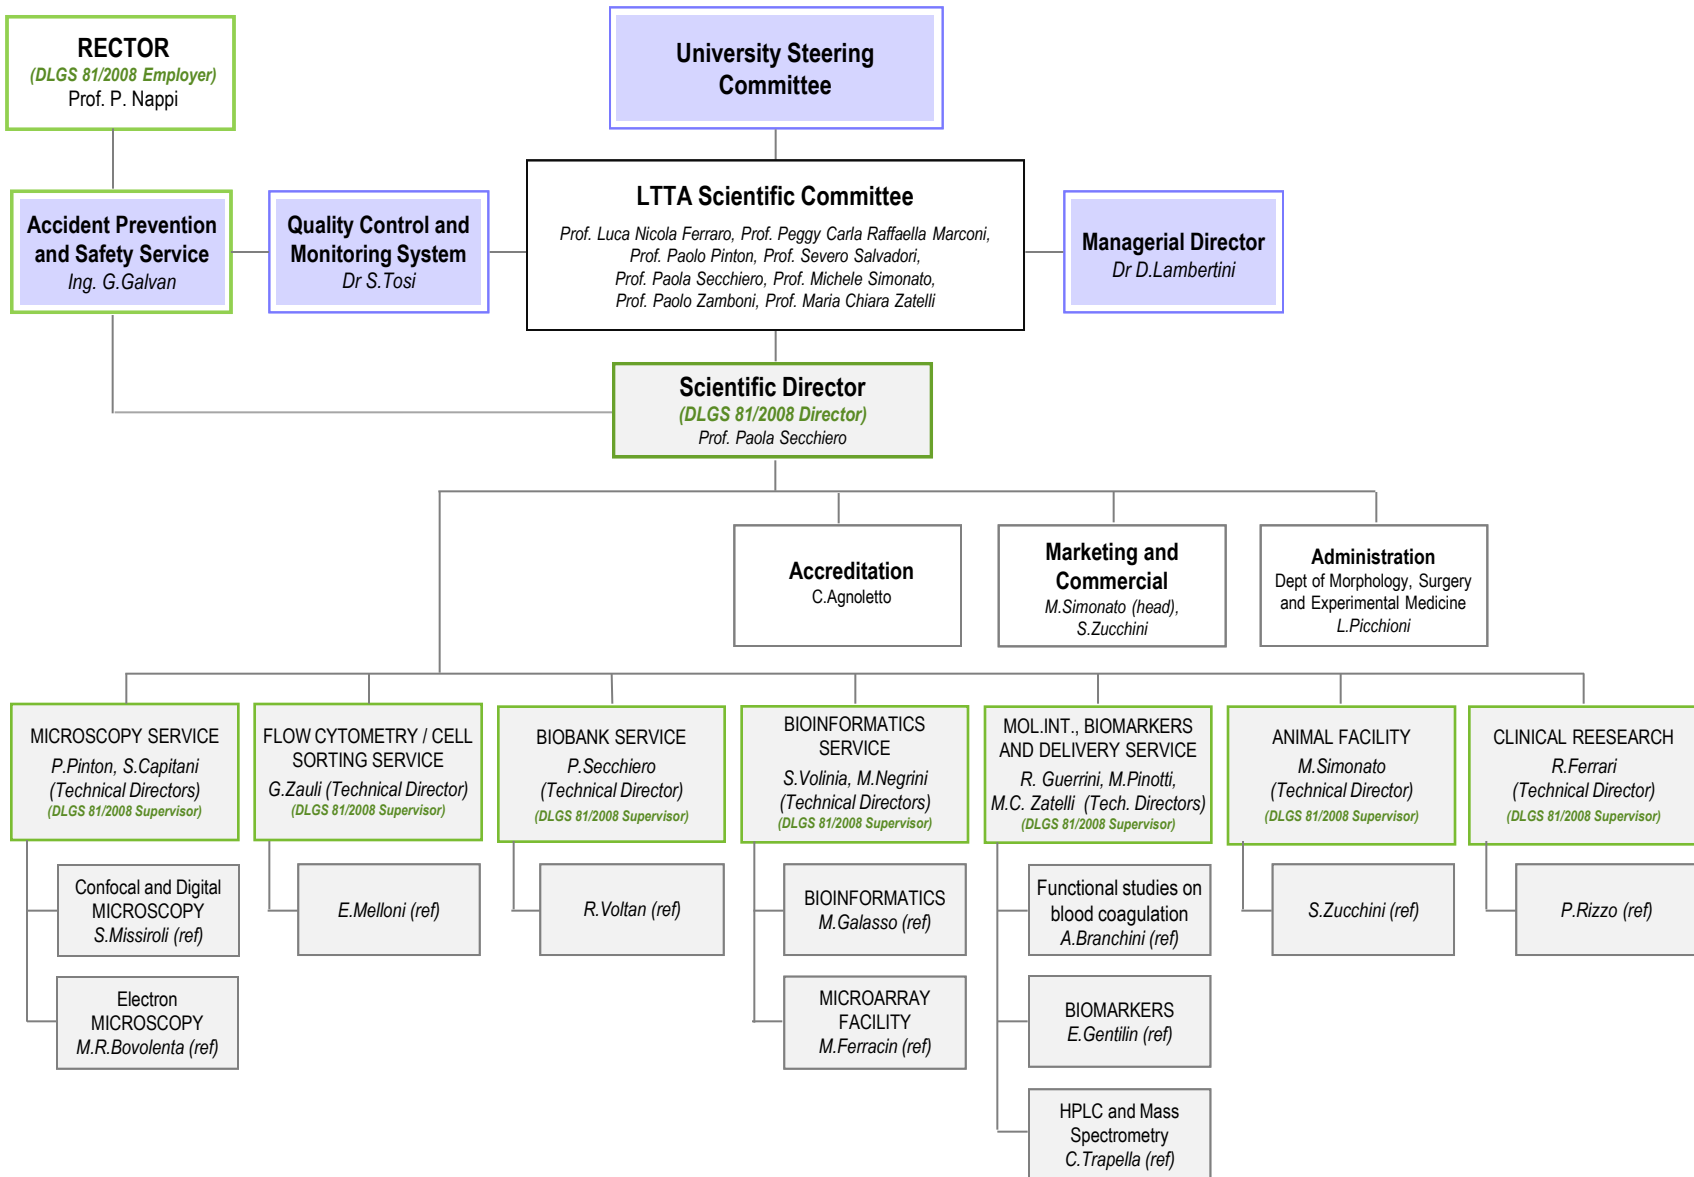 RECTOR
(DLGS 81/2008 Employer)
Prof. P. Nappi
University Steering
Committee
Accident Prevention
and Safety Service
Ing. G.Galvan
Quality Control and
Monitoring System
Dr S.Tosi
LTTA Scientific Committee
Prof. Luca Nicola Ferraro, Prof. Peggy Carla Raffaella Marconi,
Prof. Paolo Pinton, Prof. Severo Salvadori,
Prof. Paola Secchiero, Prof. Michele Simonato,
Prof. Paolo Zamboni, Prof. Maria Chiara Zatelli
Managerial Director
Dr D.Lambertini
Scientific Director
(DLGS 81/2008 Director)
Prof. Paola Secchiero
Accreditation
C.Agnoletto
Marketing and
Commercial
M.Simonato (head),
S.Zucchini
Administration
Dept of Morphology, Surgery
and Experimental Medicine
L.Picchioni
MICROSCOPY SERVICE
P.Pinton, S.Capitani
(Technical Directors)
(DLGS 81/2008 Supervisor)
FLOW CYTOMETRY / CELL
SORTING SERVICE
G.Zauli (Technical Director)
(DLGS 81/2008 Supervisor)
BIOBANK SERVICE
P.Secchiero
(Technical Director)
(DLGS 81/2008 Supervisor)
BIOINFORMATICS
SERVICE
S.Volinia, M.Negrini
(Technical Directors)
(DLGS 81/2008 Supervisor)
MOL.INT., BIOMARKERS
AND DELIVERY SERVICE
R. Guerrini, M.Pinotti,
M.C. Zatelli (Tech. Directors)
(DLGS 81/2008 Supervisor)
ANIMAL FACILITY
M.Simonato
(Technical Director)
(DLGS 81/2008 Supervisor)
CLINICAL REESEARCH
R.Ferrari
(Technical Director)
(DLGS 81/2008 Supervisor)
Confocal and Digital
MICROSCOPY
S.Missiroli (ref)
E.Melloni (ref)
R.Voltan (ref)
BIOINFORMATICS
M.Galasso (ref)
Functional studies on
blood coagulation
A.Branchini (ref)
S.Zucchini (ref)
P.Rizzo (ref)
Electron
MICROSCOPY
M.R.Bovolenta (ref)
MICROARRAY
FACILITY
M.Ferracin (ref)
BIOMARKERS
E.Gentilin (ref)
HPLC and Mass
Spectrometry
C.Trapella (ref)